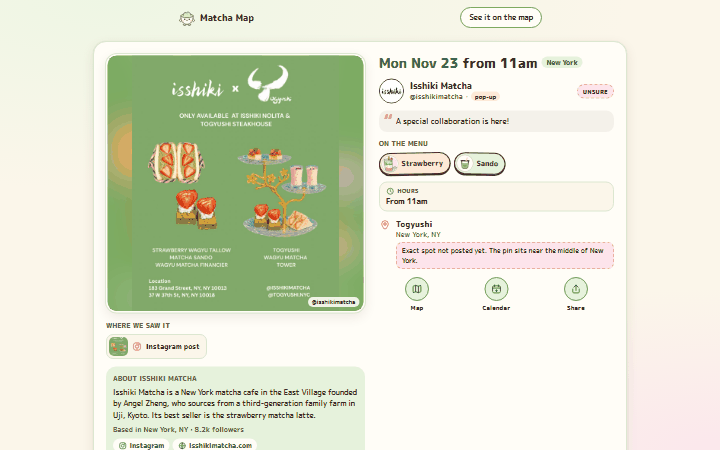 Matcha Map
See it on the map
isshiki x togyushi
ONLY AVAILABLE AT ISSHIKI NOLITA &
TOGYUSHI STEAKHOUSE
STRAWBERRY WAGYU TALLOW
MATCHA SANDO
WAGYU MATCHA FINANCIER
TOGYUSHI
WAGYU MATCHA
TOWER
Location
183 Grand Street, NY, NY 10013
37 W 37th St, NY, NY 10018
@ISSHIKIMATCHA
@TOGYUSHI.NYC
@isshikimatcha
WHERE WE SAW IT
Instagram post
ABOUT ISSHIKI MATCHA
Isshiki Matcha is a New York matcha cafe in the East Village founded
by Angel Zheng, who sources from a third-generation family farm in
Uji, Kyoto. Its best seller is the strawberry matcha latte.
Based in New York, NY · 8.2k followers
Instagram
Isshikimatcha.com
Mon Nov 23 from 11am
New York
isshiki
Isshiki Matcha
@isshikimatcha · pop-up
UNSURE
A special collaboration is here!
ON THE MENU
Strawberry
Sando
HOURS
From 11am
Togyushi
New York, NY
Exact spot not posted yet. The pin sits near the middle of New
York.
Map
Calendar
Share